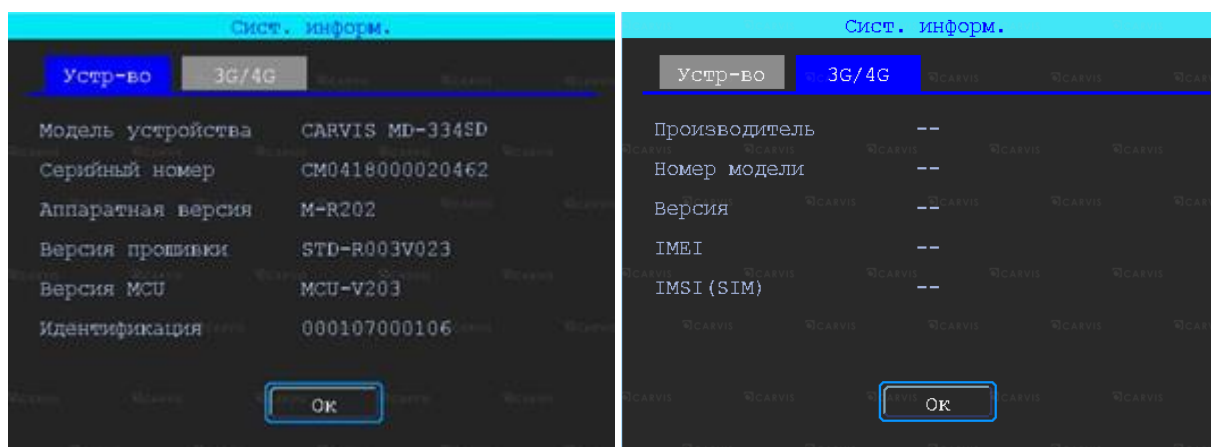 Сист. информ.
Устр-во 3G/4G
Модель устройства CARVIS MD-334SD
Серийный номер CM0418000020462
Аппаратная версия M-R202
Версия прошивки STD-R003V023
Версия MCU MCU-V203
Идентификация 000107000106
Ок
Сист. информ.
Устр-во 3G/4G
Производитель --
Номер модели --
Версия --
IMEI --
IMSI(SIM) --
Ок